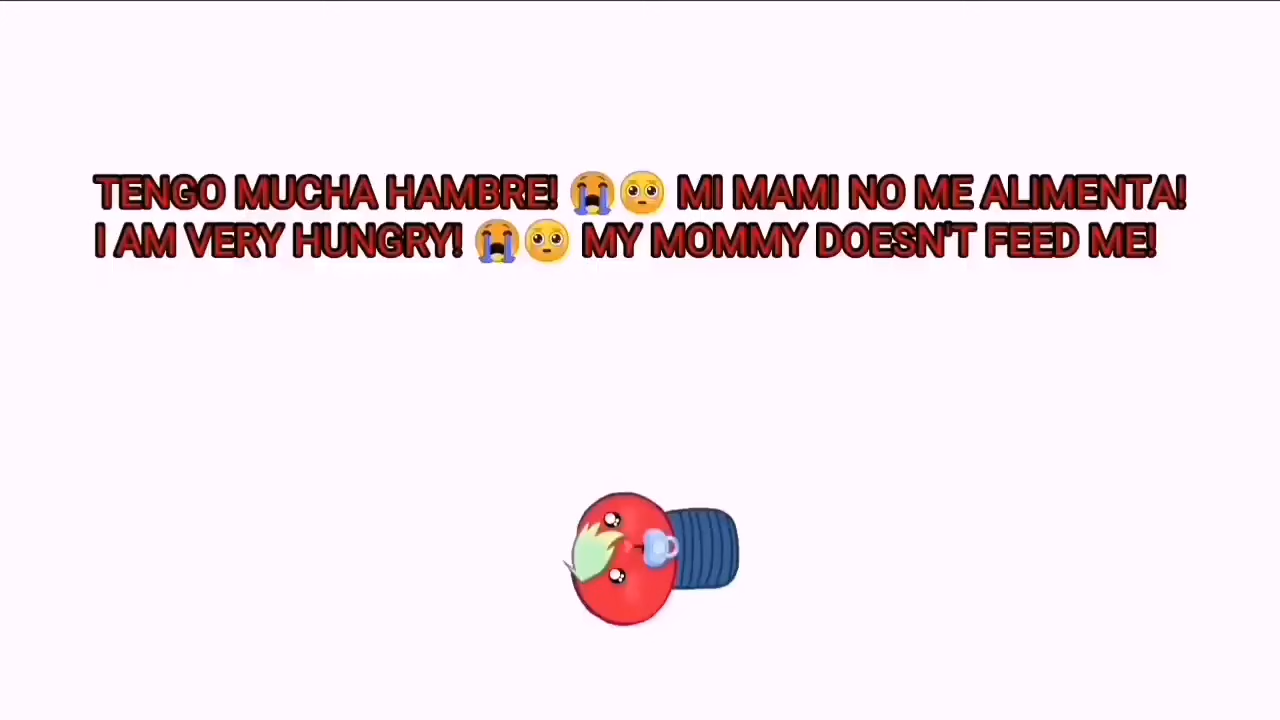 TENGO MUCHA HAMBRE! 😭🥺 MI MAMI NO ME ALIMENTA!
I AM VERY HUNGRY! 😭🥺 MY MOMMY DOESN'T FEED ME!